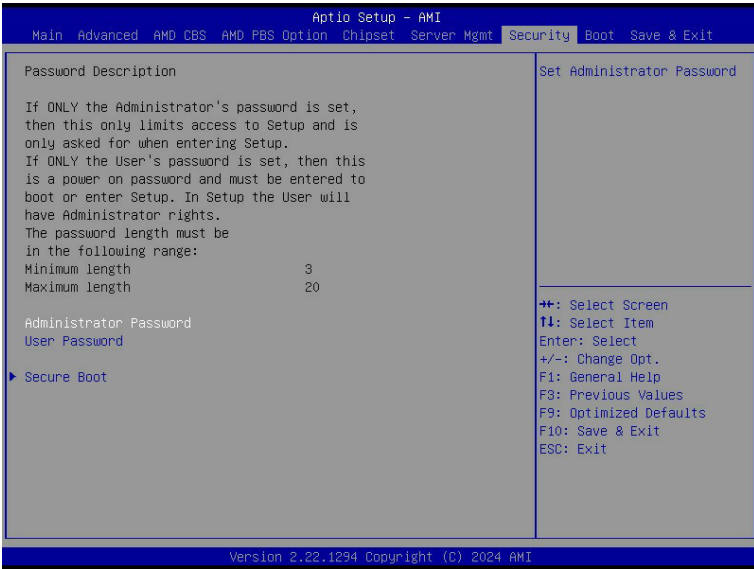 Aptio Setup - AMI
Main Advanced AMD CBS AMD PBS Option Chipset Server Mgmt Security Boot Save & Exit
Password Description
If ONLY the Administrator's password is set,
then this only limits access to Setup and is
only asked for when entering Setup.
If ONLY the User's password is set, then this
is a power on password and must be entered to
boot or enter Setup. In Setup the User will
have Administrator rights.
The password length must be
in the following range:
Minimum length 3
Maximum length 20
Administrator Password
User Password
Secure Boot
Set Administrator Password
→←: Select Screen
↑↓: Select Item
Enter: Select
+/-: Change Opt.
F1: General Help
F3: Previous Values
F9: Optimized Defaults
F10: Save & Exit
ESC: Exit
Version 2.22.1294 Copyright (C) 2024 AMI